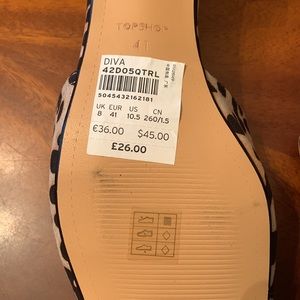 TOPSHOP
41
DIVA
42D05QTRL
5045432162181
UK EUR US CN
8 41 10.5 260/1.5
€36.00 $45.00
£26.00